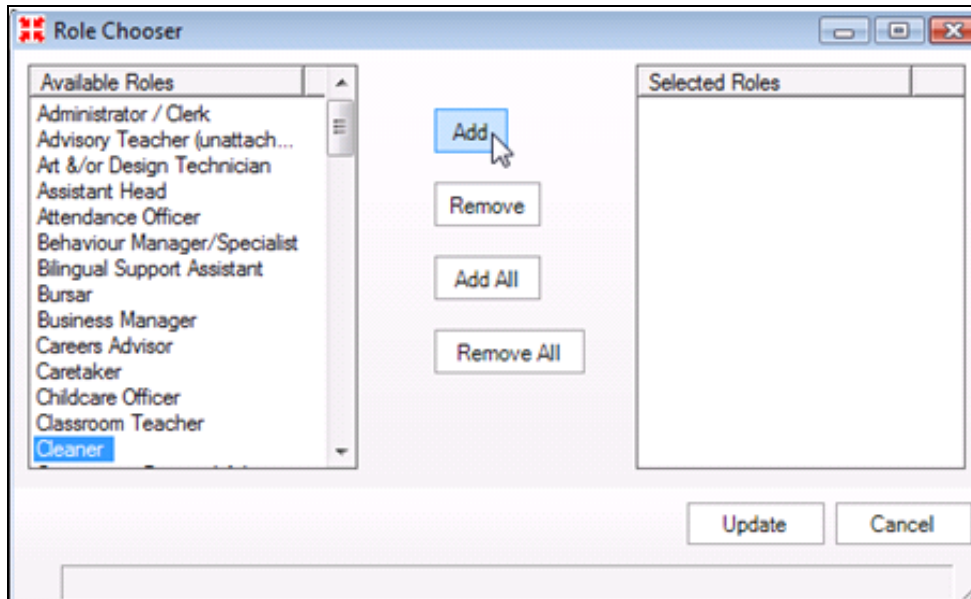 Role Chooser
Available Roles
Administrator / Clerk
Advisory Teacher (unattach...
Art &/or Design Technician
Assistant Head
Attendance Officer
Behaviour Manager/Specialist
Bilingual Support Assistant
Bursar
Business Manager
Careers Advisor
Caretaker
Childcare Officer
Classroom Teacher
Cleaner
Add
Remove
Add All
Remove All
Selected Roles
Update
Cancel